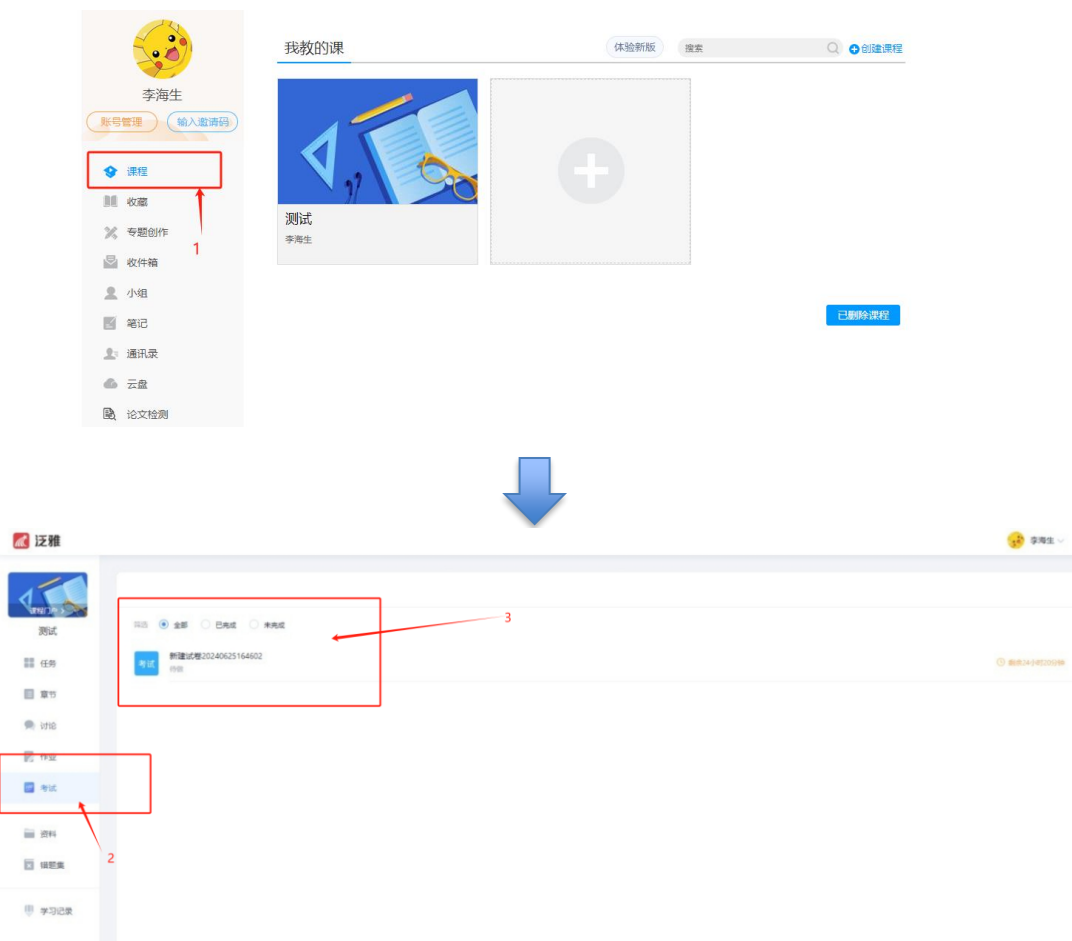 我教的课
体验新版
搜索
创建课程
李海生
账号管理
输入邀请码
课程
收藏
专题创作
收件箱
小组
笔记
通讯录
云盘
论文检测
1
测试
李海生
已删除课程
泛雅
李海生
课程门户
测试
任务
章节
讨论
作业
考试
资料
错题集
学习记录
2
筛选 全部 已完成 未完成
3
考试
新建试卷20240625164602
待做